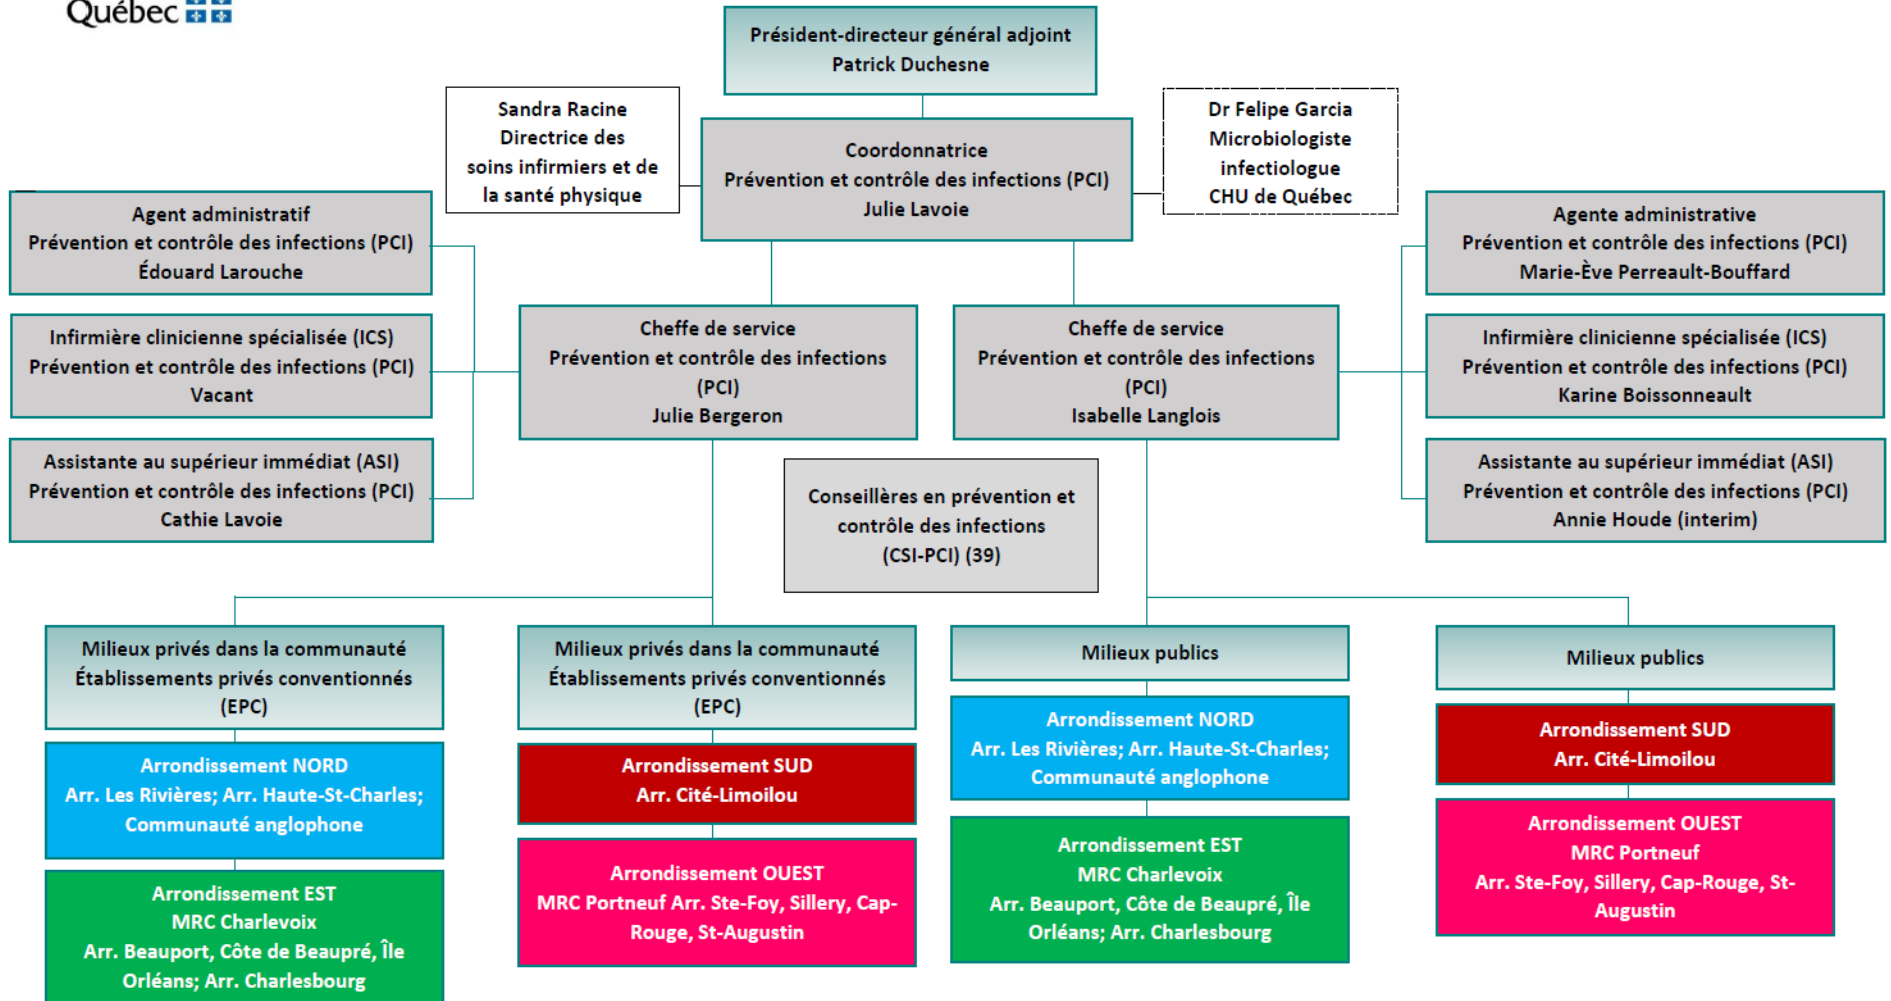 Québec
Président-directeur général adjoint
Patrick Duchesne
Sandra Racine
Directrice des
soins infirmiers et de
la santé physique
Coordonnatrice
Prévention et contrôle des infections (PCI)
Julie Lavoie
Dr Felipe Garcia
Microbiologiste
infectiologue
CHU de Québec
Agent administratif
Prévention et contrôle des infections (PCI)
Édouard Larouche
Agente administrative
Prévention et contrôle des infections (PCI)
Marie-Ève Perreault-Bouffard
Infirmière clinicienne spécialisée (ICS)
Prévention et contrôle des infections (PCI)
Vacant
Cheffe de service
Prévention et contrôle des infections
(PCI)
Julie Bergeron
Cheffe de service
Prévention et contrôle des infections
(PCI)
Isabelle Langlois
Infirmière clinicienne spécialisée (ICS)
Prévention et contrôle des infections (PCI)
Karine Boissonneault
Assistante au supérieur immédiat (ASI)
Prévention et contrôle des infections (PCI)
Cathie Lavoie
Conseillères en prévention et
contrôle des infections
(CSI-PCI) (39)
Assistante au supérieur immédiat (ASI)
Prévention et contrôle des infections (PCI)
Annie Houde (interim)
Milieux privés dans la communauté
Établissements privés conventionnés
(EPC)
Arrondissement NORD
Arr. Les Rivières; Arr. Haute-St-Charles;
Communauté anglophone
Arrondissement EST
MRC Charlevoix
Arr. Beauport, Côte de Beaupré, Île
Orléans; Arr. Charlesbourg
Milieux privés dans la communauté
Établissements privés conventionnés
(EPC)
Arrondissement SUD
Arr. Cité-Limoilou
Arrondissement OUEST
MRC Portneuf Arr. Ste-Foy, Sillery, Cap-
Rouge, St-Augustin
Milieux publics
Arrondissement NORD
Arr. Les Rivières; Arr. Haute-St-Charles;
Communauté anglophone
Arrondissement EST
MRC Charlevoix
Arr. Beauport, Côte de Beaupré, Île
Orléans; Arr. Charlesbourg
Milieux publics
Arrondissement SUD
Arr. Cité-Limoilou
Arrondissement OUEST
MRC Portneuf
Arr. Ste-Foy, Sillery, Cap-Rouge, St-
Augustin